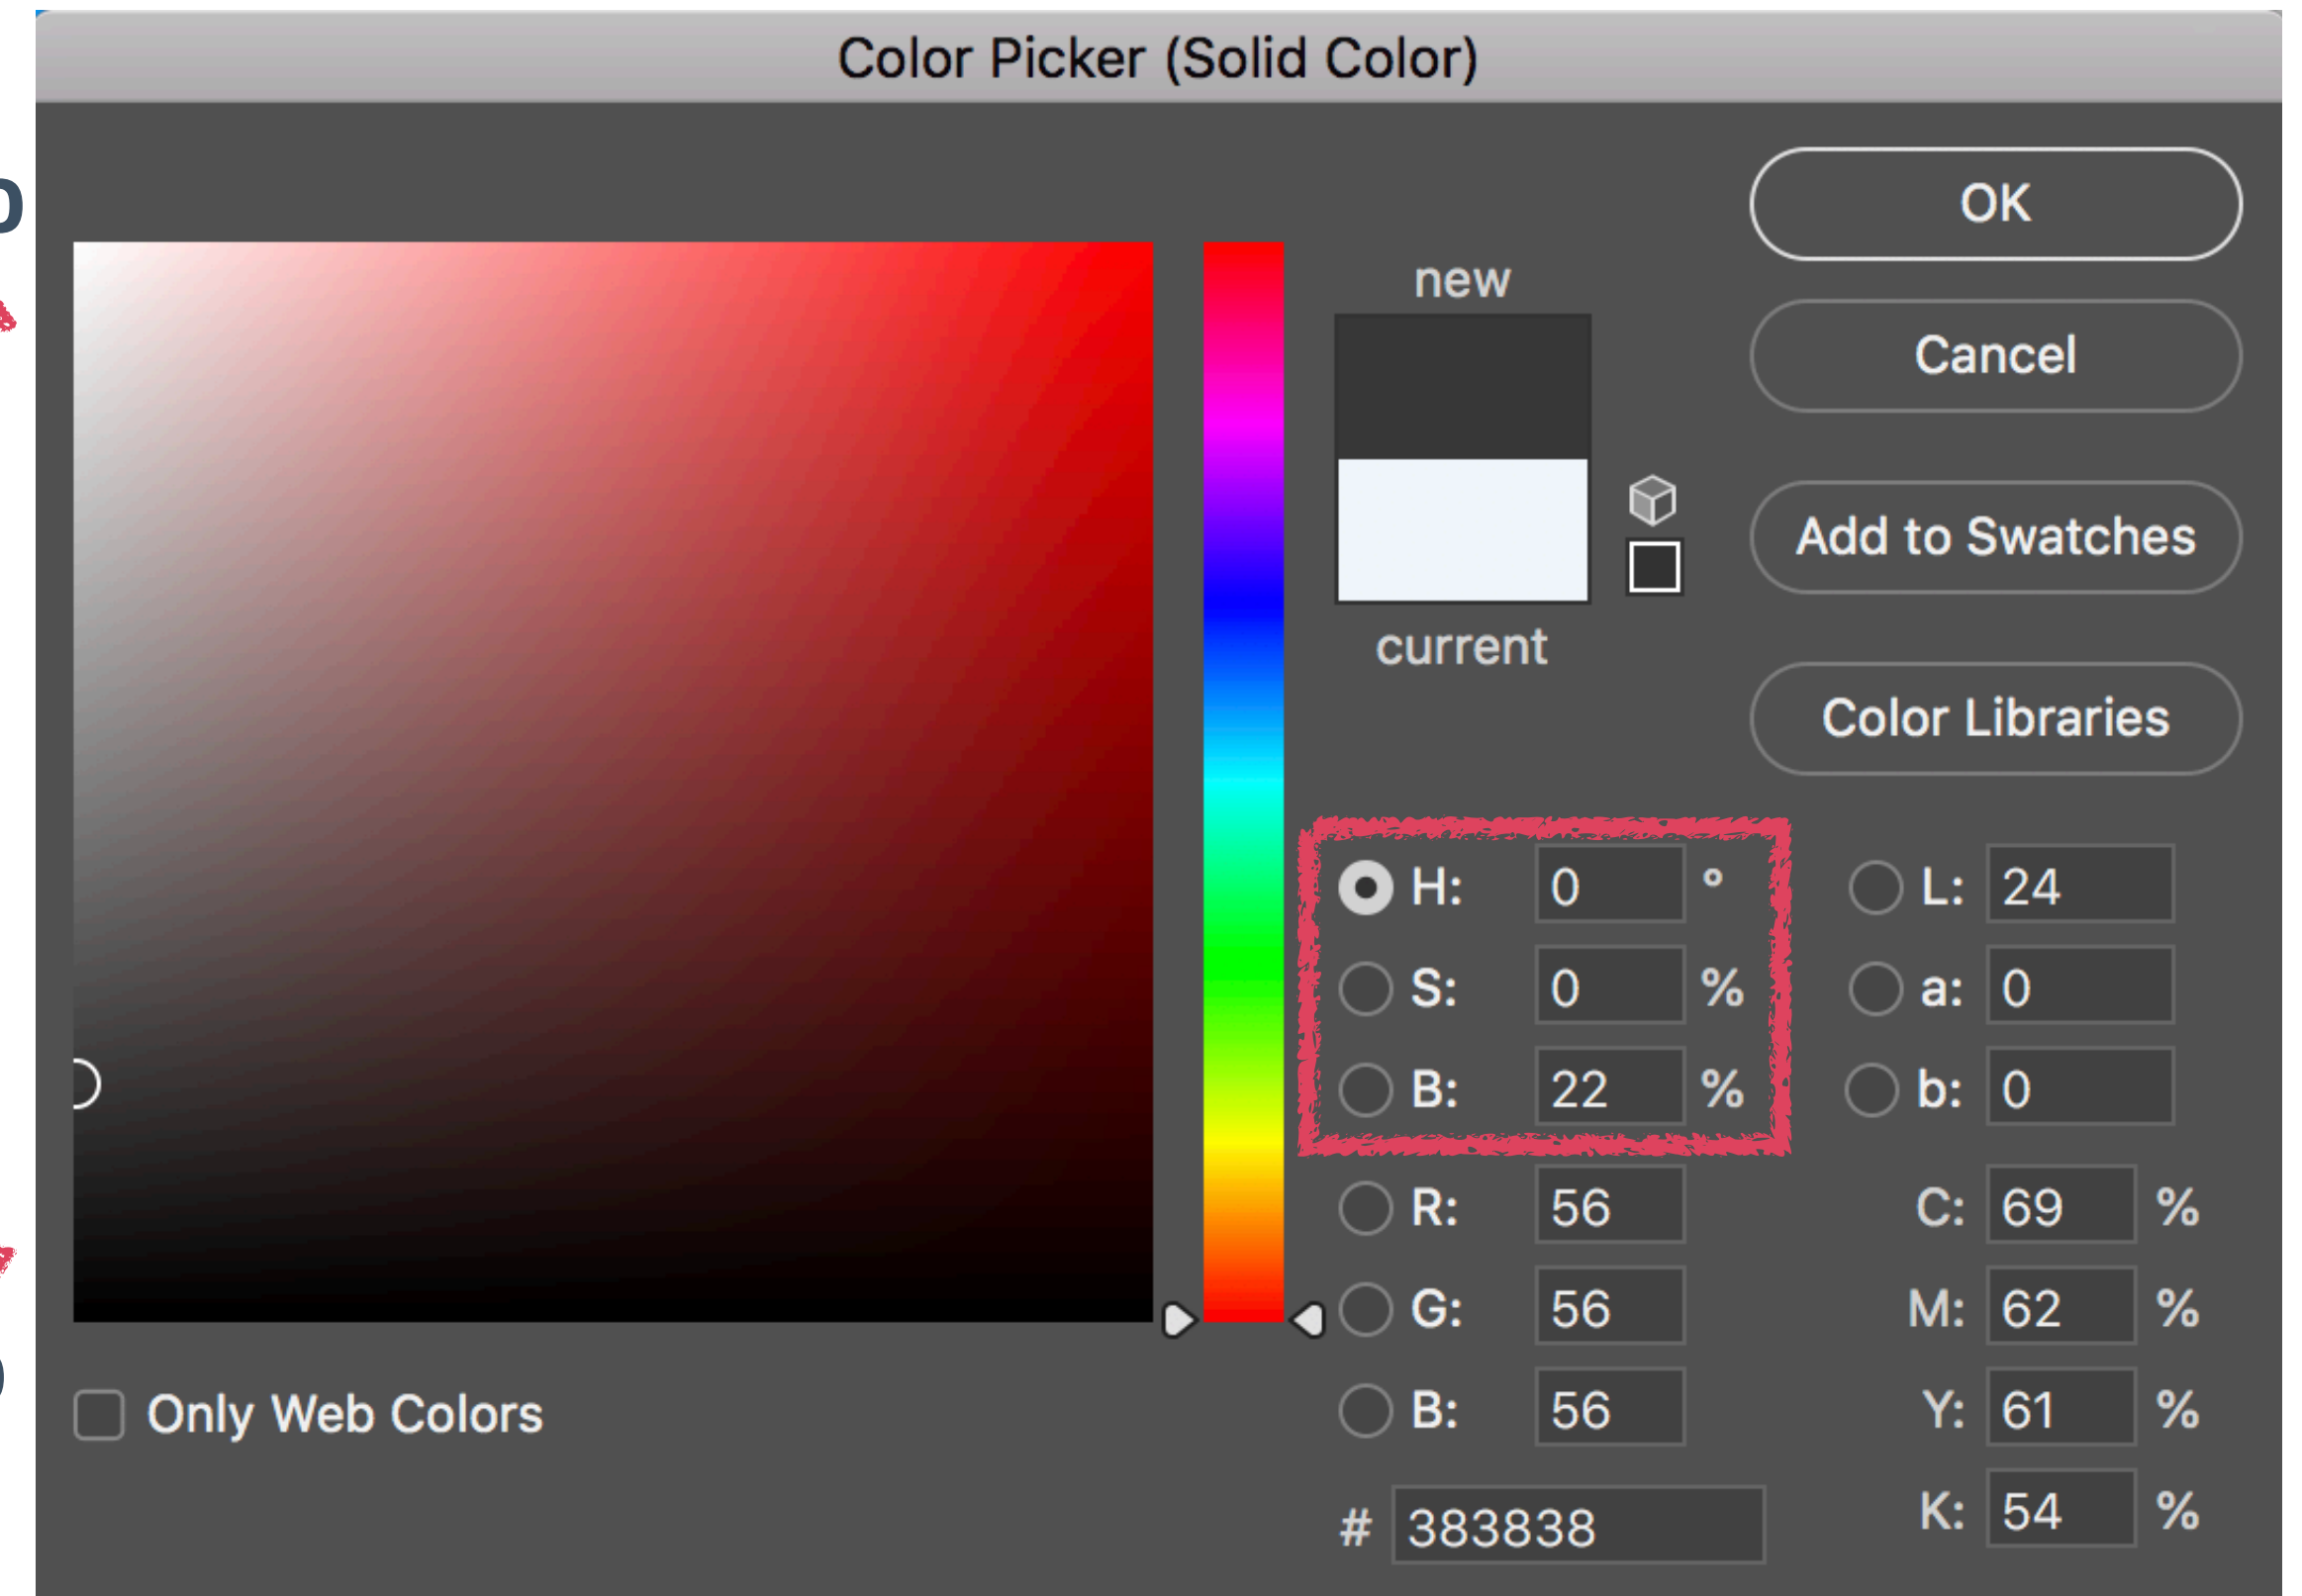 Color Picker (Solid Color)
OK
new
Cancel
Add to Swatches
current
Color Libraries
H: 0 ° L: 24
S: 0 % a: 0
B: 22 % b: 0
R: 56 C: 69 %
G: 56 M: 62 %
Only Web Colors B: 56 Y: 61 %
# 383838 K: 54 %